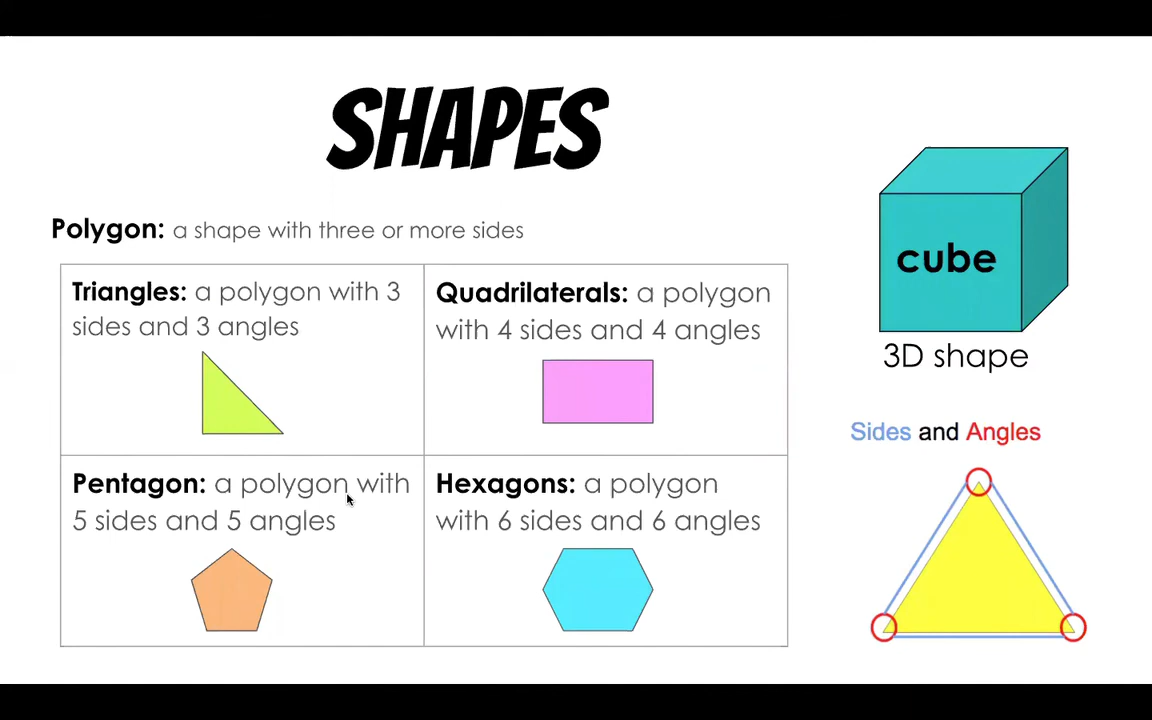 SHAPES
Polygon: a shape with three or more sides
Triangles: a polygon with 3
sides and 3 angles
Quadrilaterals: a polygon
with 4 sides and 4 angles
Pentagon: a polygon with
5 sides and 5 angles
Hexagons: a polygon
with 6 sides and 6 angles
cube
3D shape
Sides and Angles